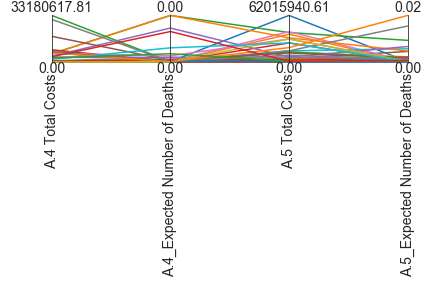 33180617.81
0.00
62015940.61
0.02
0.00
0.00
0.00
0.00
A.4 Total Costs
A.4_Expected Number of Deaths
A.5 Total Costs
A.5_Expected Number of Deaths